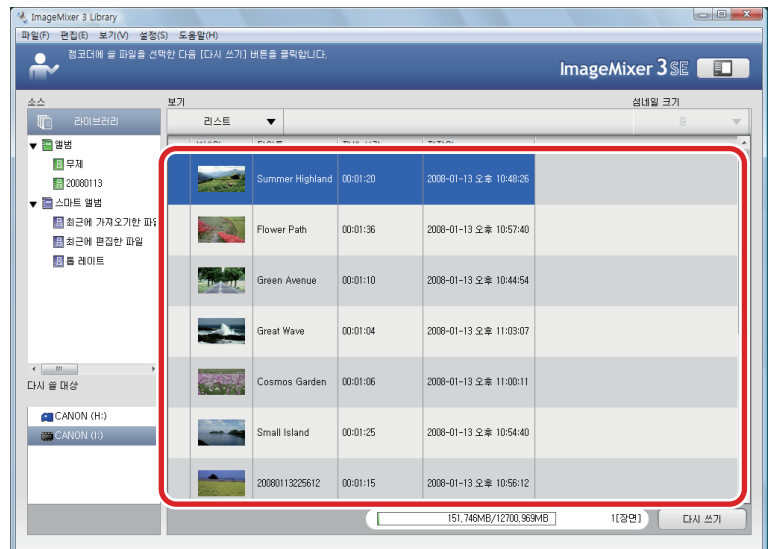 ImageMixer 3 Library
파일(F) 편집(E) 보기(V) 설정(S) 도움말(H)
캠코더에 쓸 파일을 선택한 다음 [다시 쓰기] 버튼을 클릭합니다.
ImageMixer 3 SE
소스
보기
섬네일 크기
라이브러리
리스트
중
앨범
무제
20080113
스마트 앨범
최근에 가져오기한 파일
최근에 편집한 파일
톱 레이트
Summer Highland 00:01:20 2008-01-13 오후 10:48:26
Flower Path 00:01:36 2008-01-13 오후 10:57:40
Green Avenue 00:01:10 2008-01-13 오후 10:44:54
Great Wave 00:01:04 2008-01-13 오후 11:03:07
Cosmos Garden 00:01:06 2008-01-13 오후 11:00:11
Small Island 00:01:25 2008-01-13 오후 10:54:40
20080113225612 00:01:15 2008-01-13 오후 10:56:12
다시 쓸 대상
CANON (H:)
CANON (I:)
151,746MB/12700,969MB
1[장면]
다시 쓰기